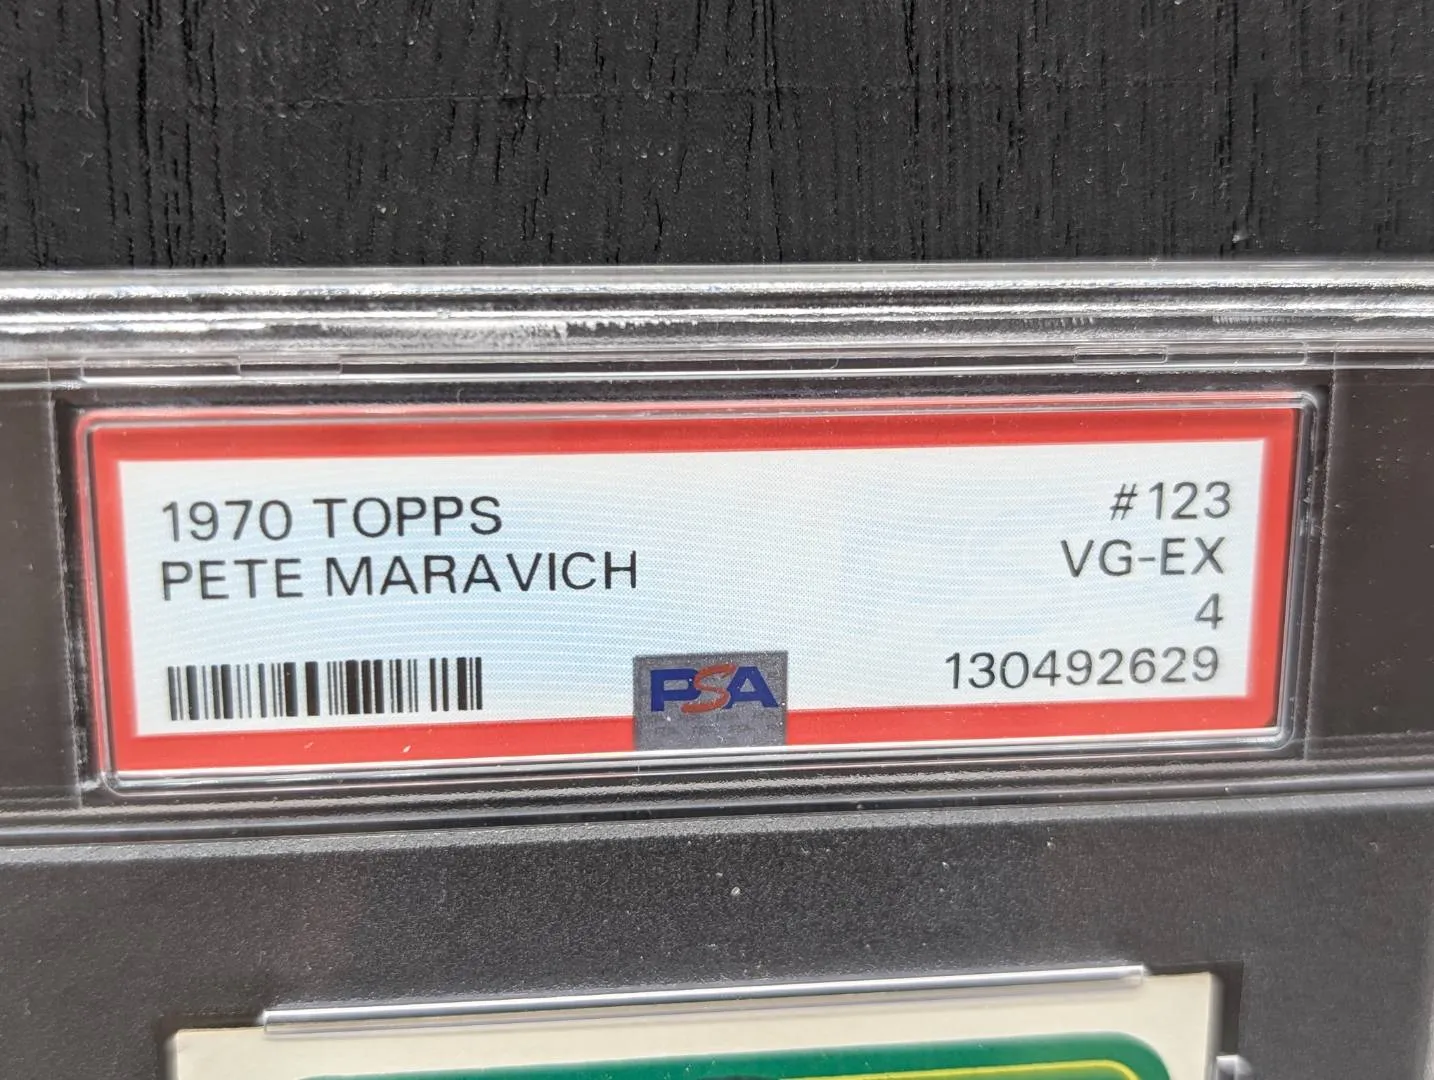 1970 TOPPS #123
PETE MARAVICH VG-EX
4
PSA 130492629